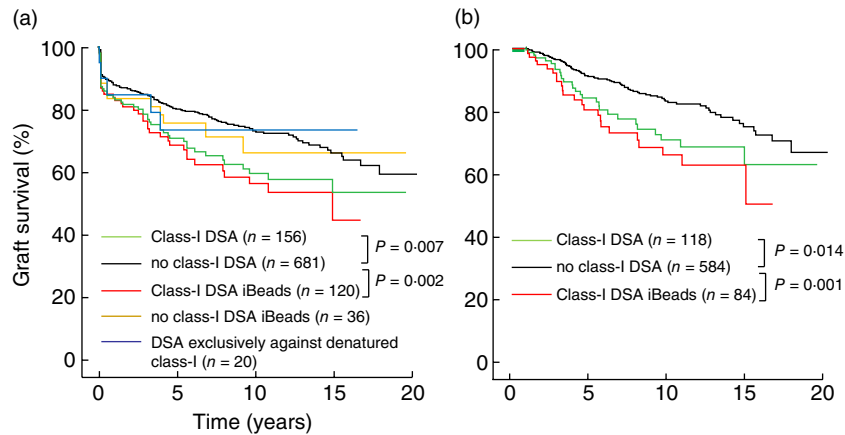 (a)
100
80
60
40
80
0
Graft survival (%)
Class-I DSA (n = 156)
no class-I DSA (n = 681)
Class-I DSA iBeads (n = 120)
no class-I DSA iBeads (n = 36)
DSA exclusively against denatured
class-I (n = 20)
P = 0·007
P = 0·002
0 5 10 15 20
Time (years)
(b)
100
80
60
40
80
0
Class-I DSA (n = 118)
no class-I DSA (n = 584)
Class-I DSA iBeads (n = 84)
P = 0·014
P = 0·001
0 5 10 15 20